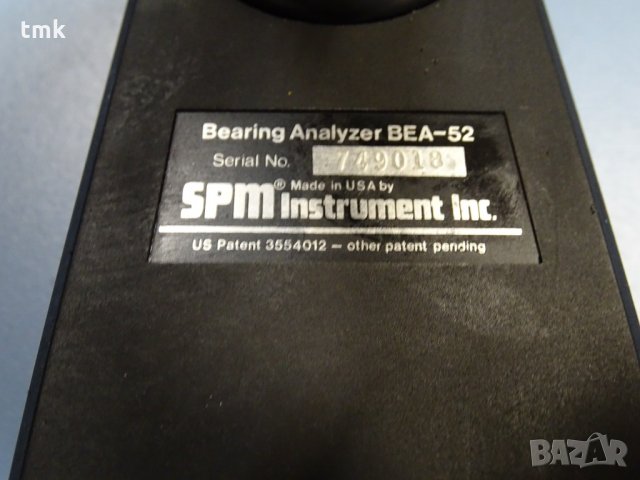 tmk
Bearing Analyzer BEA-52
Serial No. 749018
SPM® Made in USA by
Instrument Inc.
US Patent 3554012 — other patent pending
BAZAR